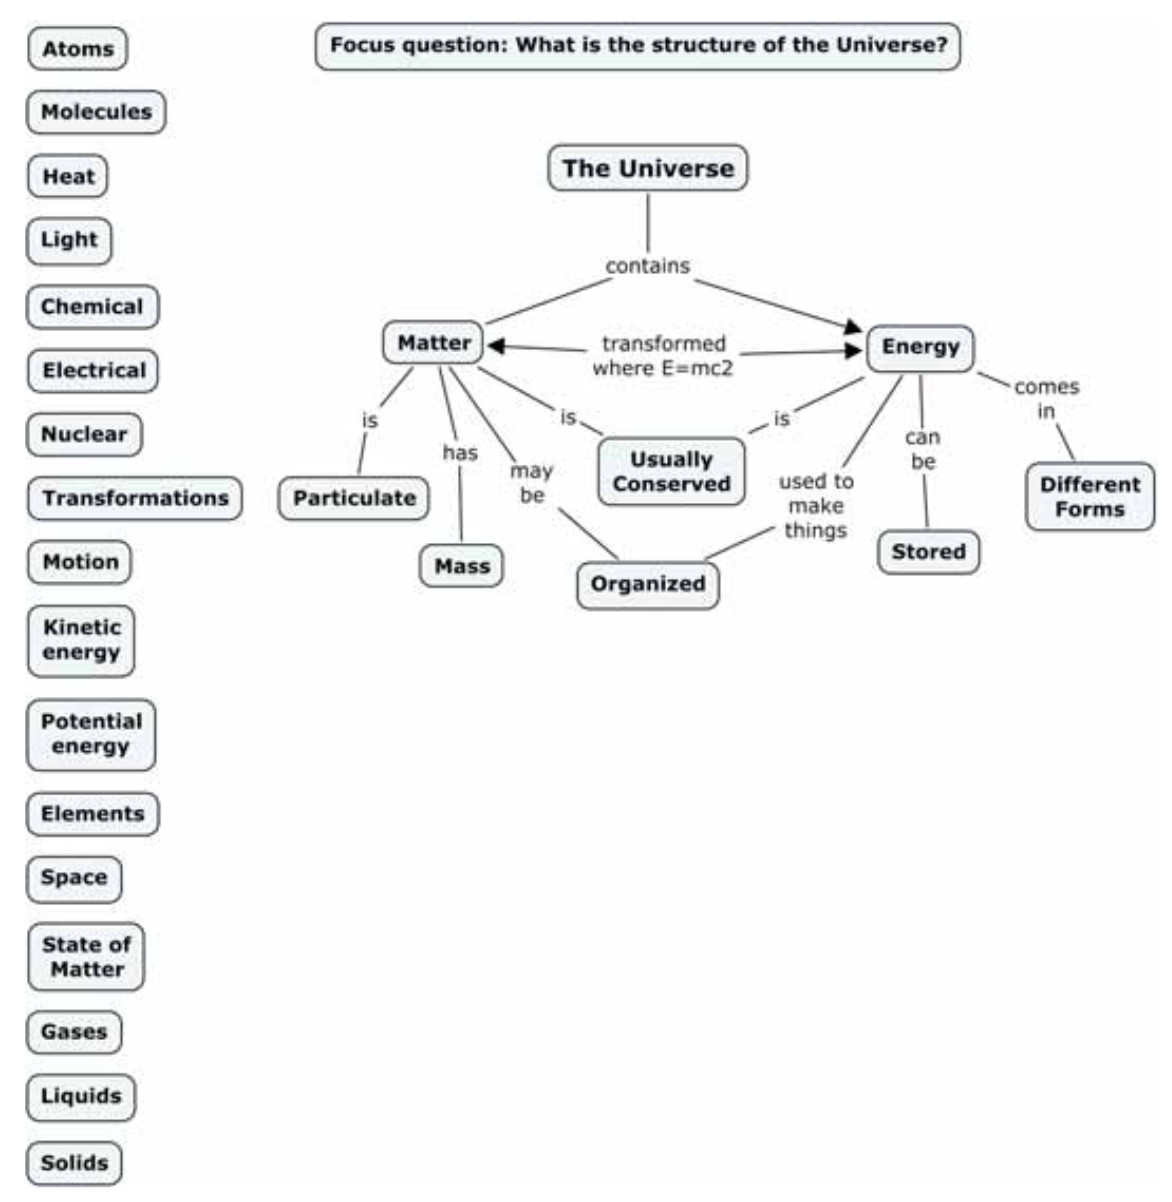 Atoms
Focus question: What is the structure of the Universe?
Molecules
Heat
Light
Chemical
Electrical
Nuclear
Transformations
Motion
Kinetic
energy
Potential
energy
Elements
Space
State of
Matter
Gases
Liquids
Solids
The Universe
contains
Matter
transformed
where E=mc2
Energy
is
has
may
be
is
is
used to
make
things
can
be
comes
in
Particulate
Mass
Organized
Usually
Conserved
Stored
Different
Forms